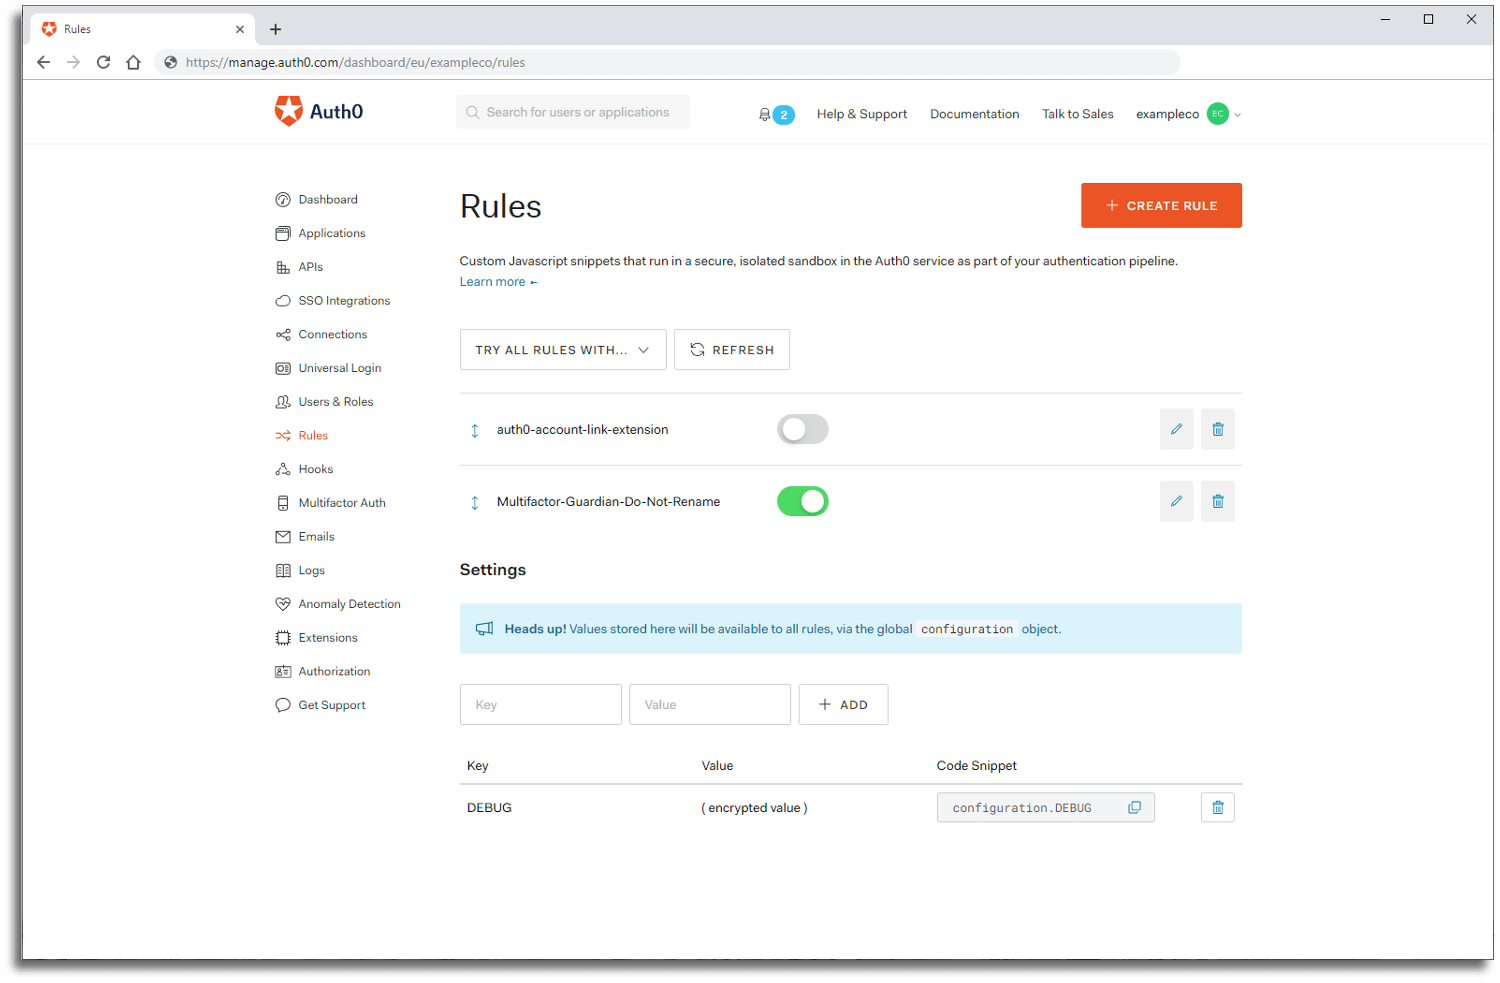 Rules
https://manage.auth0.com/dashboard/eu/exampleco/rules
Auth0
Search for users or applications
2
Help & Support
Documentation
Talk to Sales
exampleco
EC
Dashboard
Applications
APIs
SSO Integrations
Connections
Universal Login
Users & Roles
Rules
Hooks
Multifactor Auth
Emails
Logs
Anomaly Detection
Extensions
Authorization
Get Support
Rules
+ CREATE RULE
Custom Javascript snippets that run in a secure, isolated sandbox in the Auth0 service as part of your authentication pipeline.
Learn more ←
TRY ALL RULES WITH...
REFRESH
auth0-account-link-extension
Multifactor-Guardian-Do-Not-Rename
Settings
Heads up! Values stored here will be available to all rules, via the global configuration object.
Key
Value
+ ADD
Key Value Code Snippet
DEBUG ( encrypted value ) configuration.DEBUG